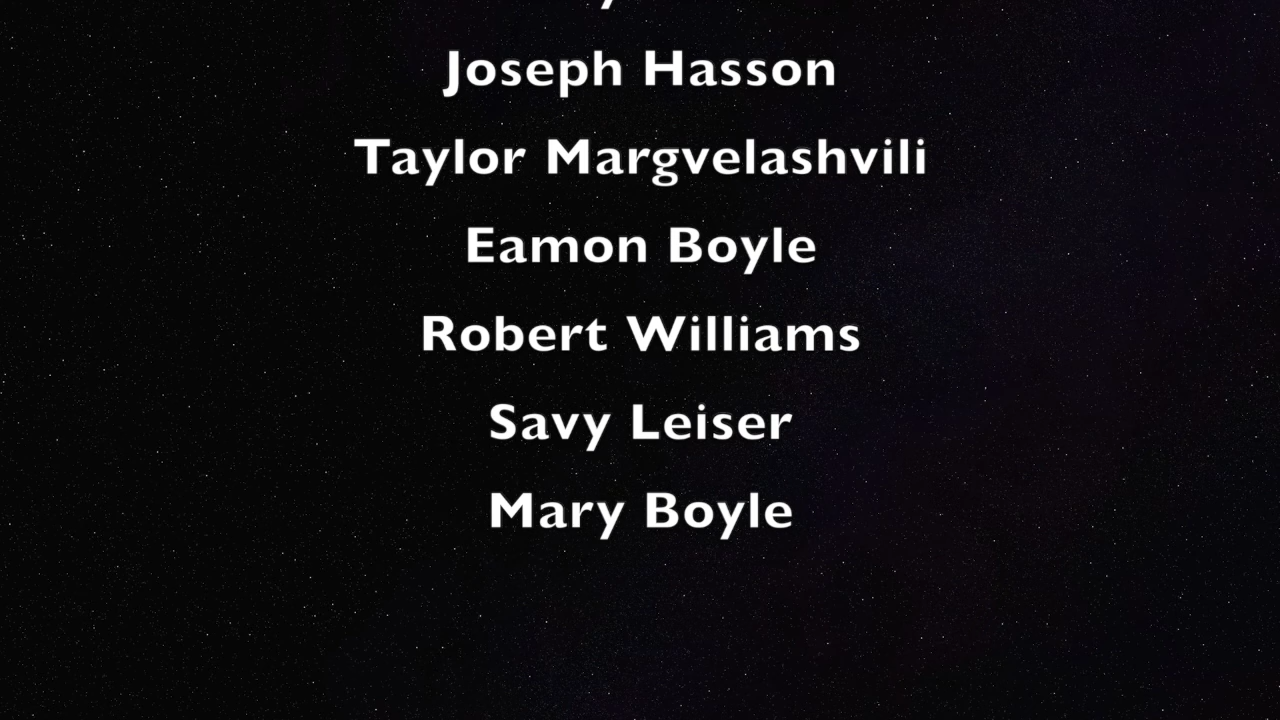 Joseph Hasson
Taylor Margvelashvili
Eamon Boyle
Robert Williams
Savy Leiser
Mary Boyle